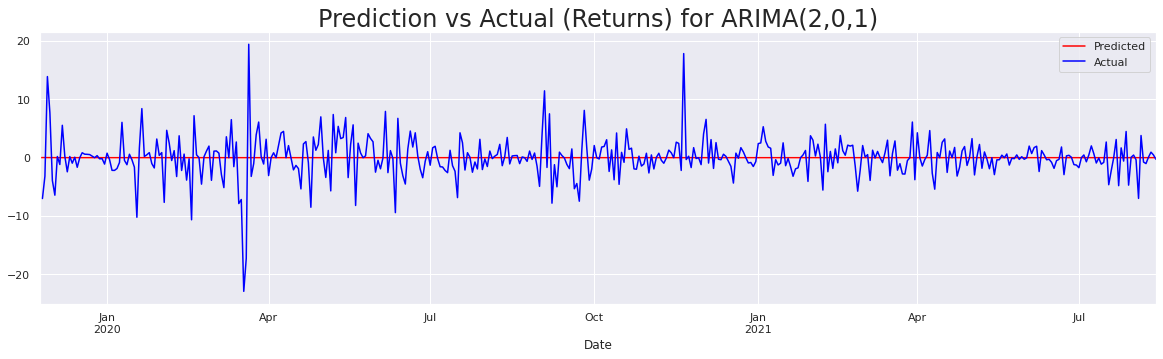 Prediction vs Actual (Returns) for ARIMA(2,0,1)
Predicted
Actual
20
10
0
−10
−20
Jan
2020
Apr
Jul
Oct
Jan
2021
Apr
Jul
Date